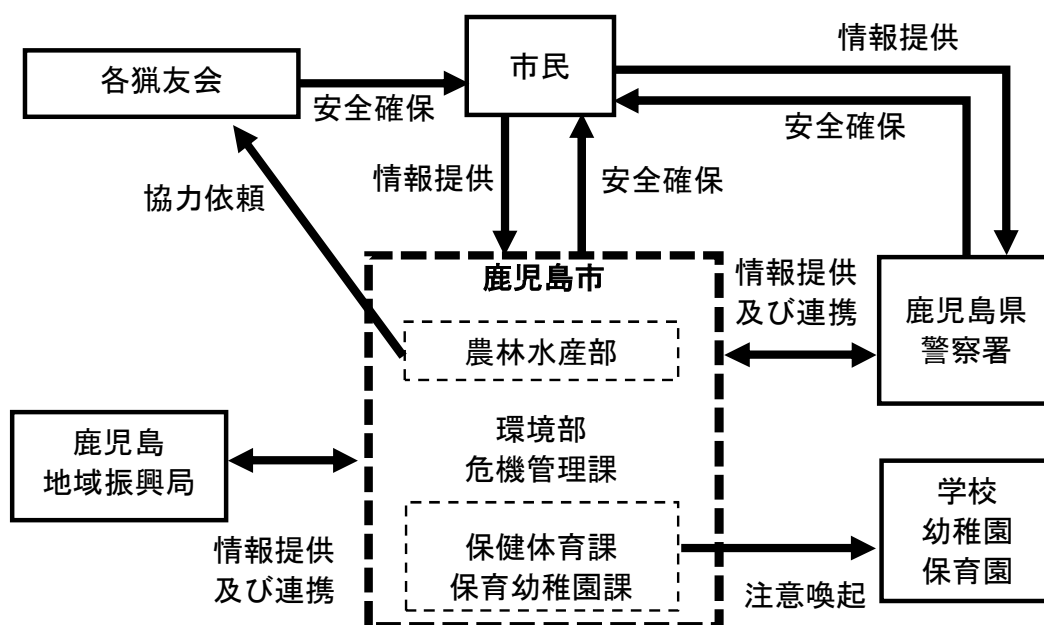 情報提供
各猟友会
市民
安全確保
安全確保
協力依頼
情報提供
安全確保
鹿児島市
情報提供
及び連携
鹿児島県
警察署
農林水産部
鹿児島
地域振興局
環境部
危機管理課
学校
幼稚園
保育園
情報提供
及び連携
保健体育課
保育幼稚園課
注意喚起